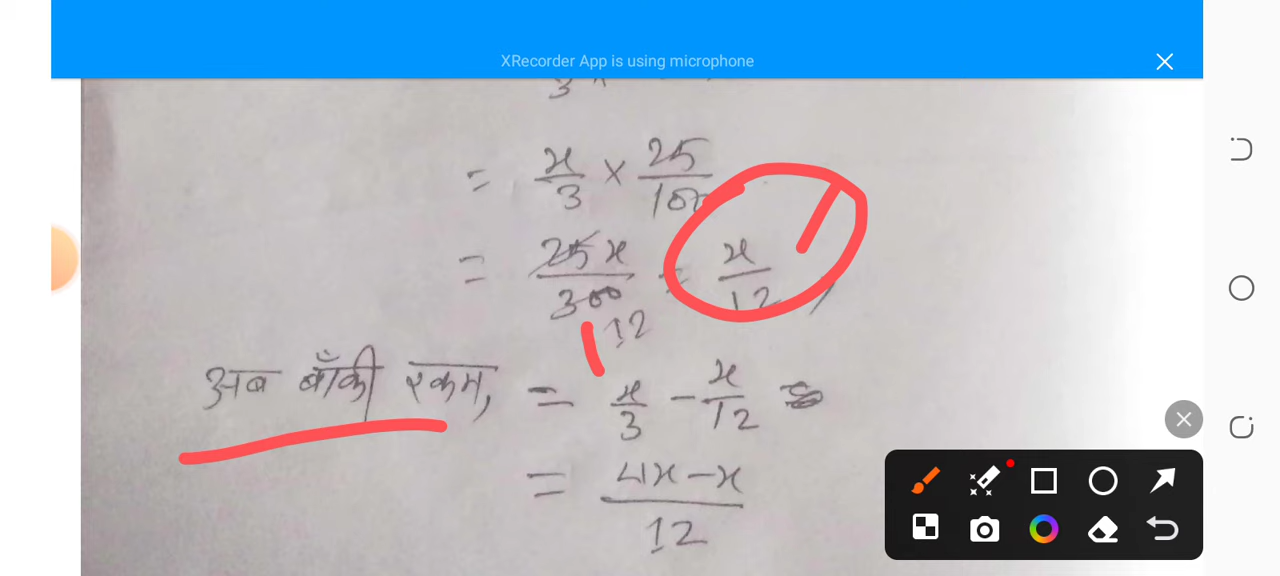 XRecorder App is using microphone
= x/3 × 25/100
= 25x/300 = x/12
12
अब बाँकी रकम, = x/3 - x/12
= 4x-x/12